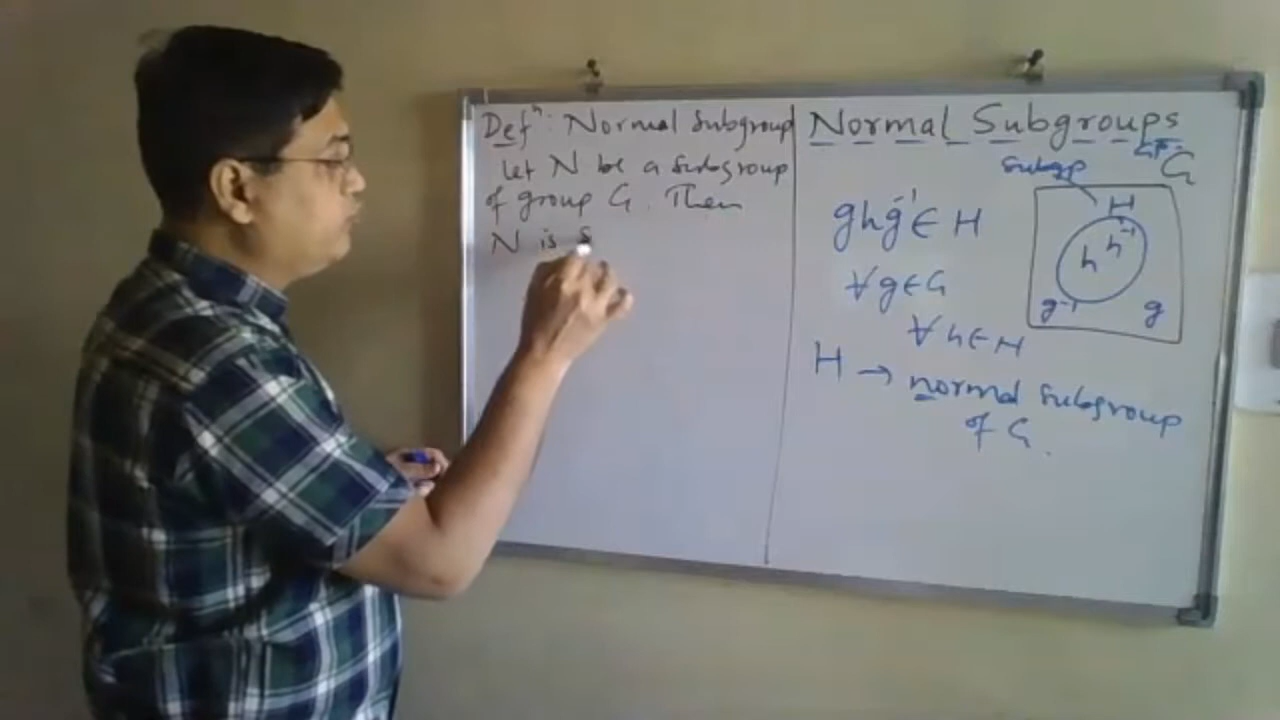 Defⁿ: Normal Subgroup
Let N be a subgroup
of group G. Then
N is s
Normal Subgroups
subgp
G
H
ghg⁻¹ ∈ H
h h⁻¹
∀g∈G
g⁻¹ g
∀h∈H
H → normal subgroup
of G.